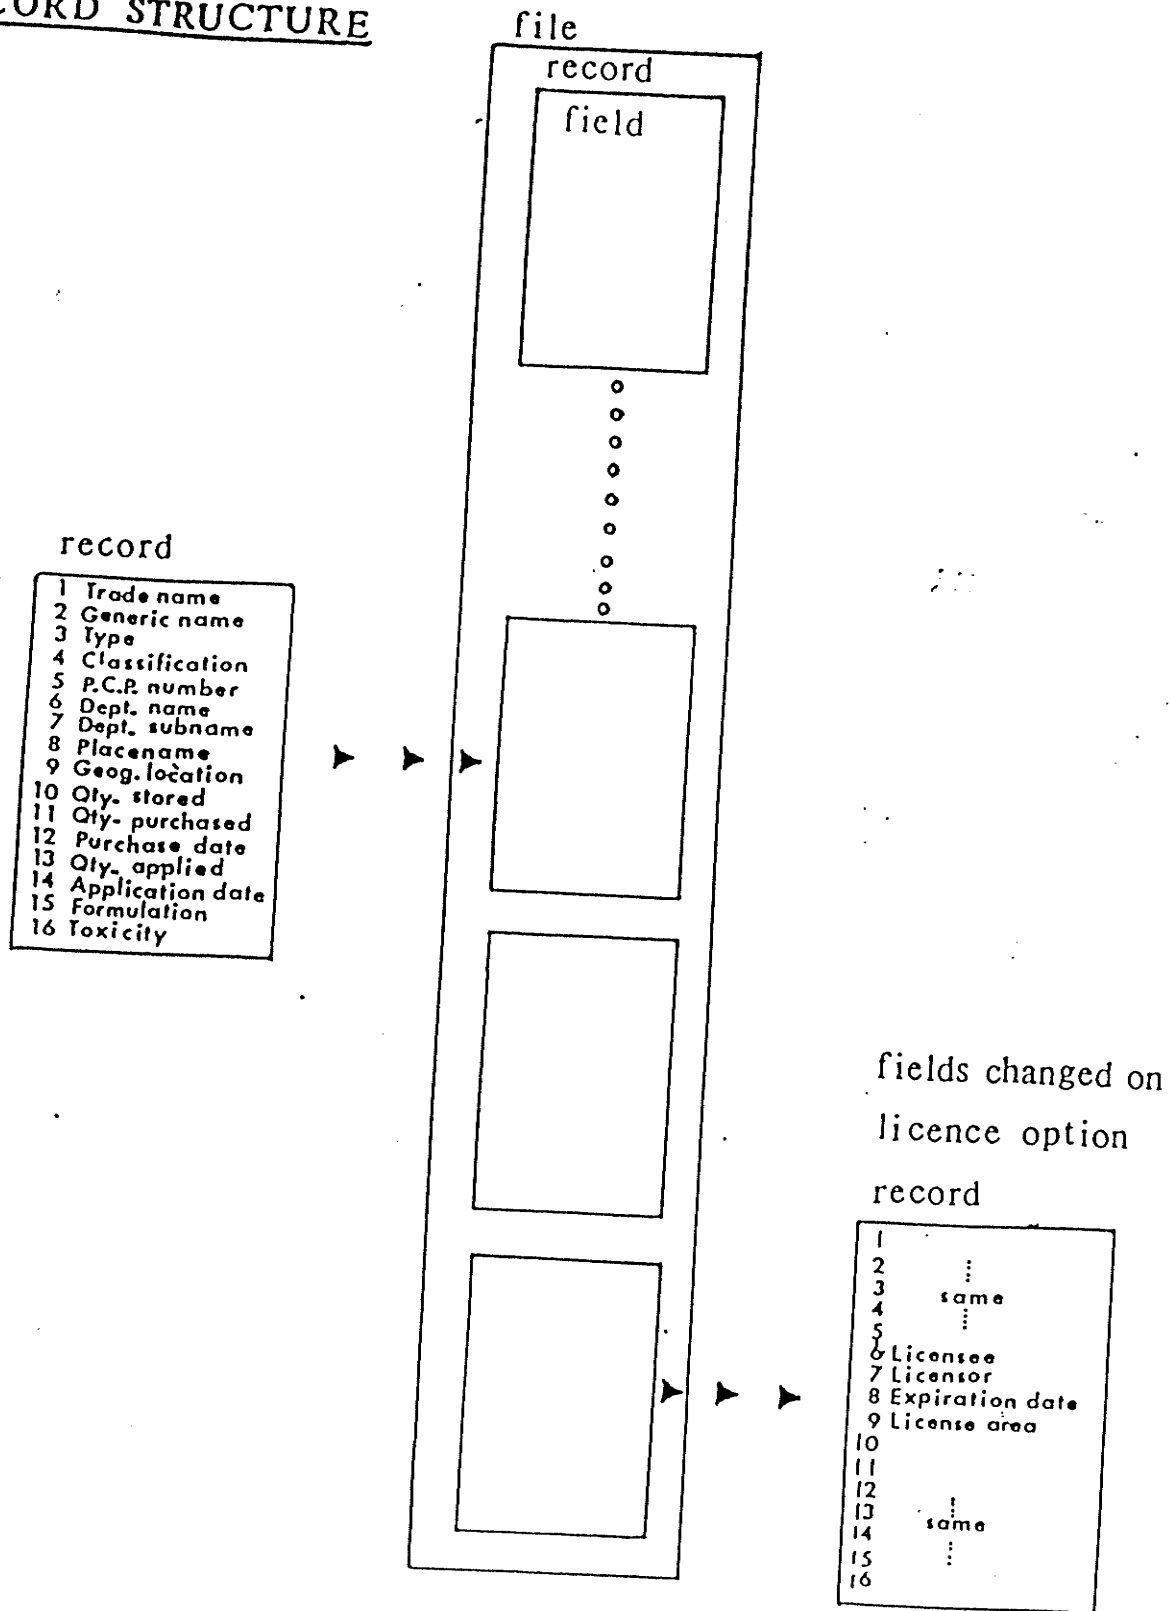 CORD STRUCTURE
file
record
field
record
1 Trade name
2 Generic name
3 Type
4 Classification
5 P.C.P. number
6 Dept. name
7 Dept. subname
8 Placename
9 Geog. location
10 Qty. stored
11 Qty. purchased
12 Purchase date
13 Qty. applied
14 Application date
15 Formulation
16 Toxicity
fields changed on
licence option
record
1
2
3 same
4
5
6 Licensee
7 Licensor
8 Expiration date
9 License area
10
11
12
13 same
14
15
16